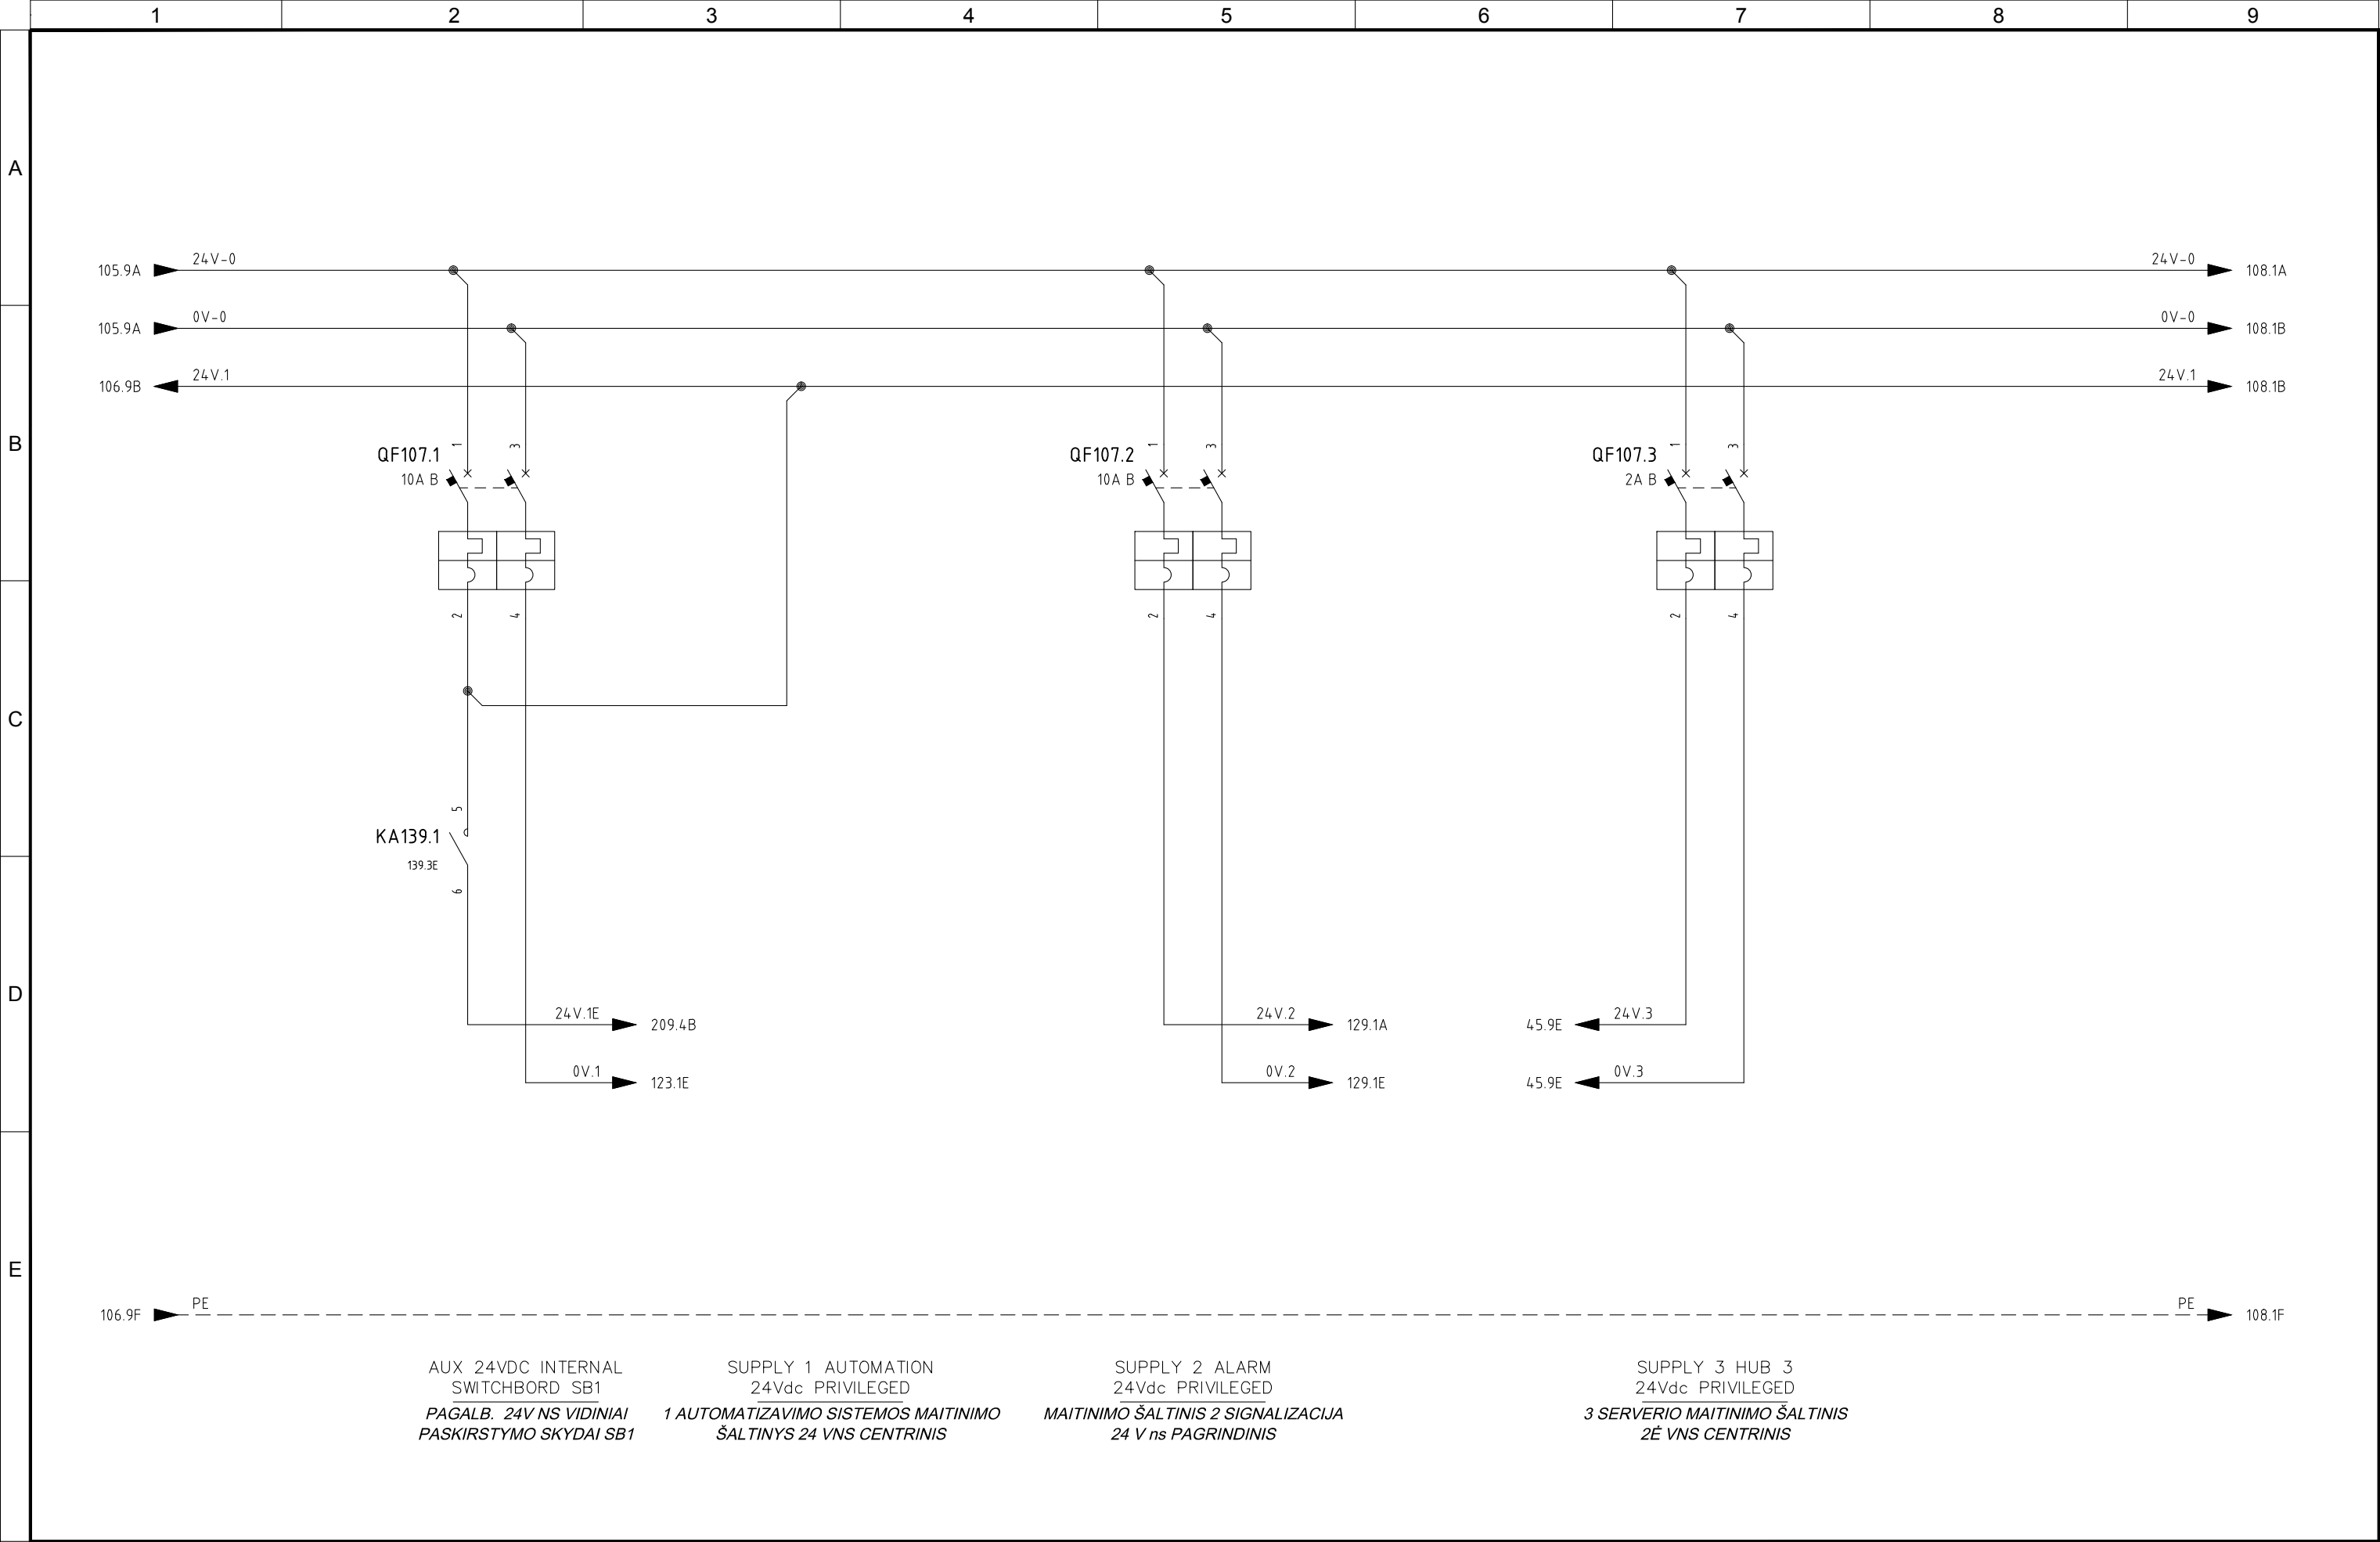 1 2 3 4 5 6 7 8 9
A
24V-0 24V-0
105.9A 108.1A
0V-0 0V-0
105.9A 108.1B
24V.1 24V.1
106.9B 108.1B
B
1 3 1 3 1 3
QF107.1 QF107.2 QF107.3
10A B 10A B 2A B
2 4 2 4 2 4
C
5
KA139.1
139.3E
6
D
24V.1E 24V.2 24V.3
209.4B 129.1A 45.9E
0V.1 0V.2 0V.3
123.1E 129.1E 45.9E
E
PE PE
106.9F 108.1F
AUX 24VDC INTERNAL
SWITCHBORD SB1
PAGALB. 24V NS VIDINIAI
PASKIRSTYMO SKYDAI SB1
SUPPLY 1 AUTOMATION
24Vdc PRIVILEGED
1 AUTOMATIZAVIMO SISTEMOS MAITINIMO
ŠALTINYS 24 VNS CENTRINIS
SUPPLY 2 ALARM
24Vdc PRIVILEGED
MAITINIMO ŠALTINIS 2 SIGNALIZACIJA
24 V ns PAGRINDINIS
SUPPLY 3 HUB 3
24Vdc PRIVILEGED
3 SERVERIO MAITINIMO ŠALTINIS
2Ė VNS CENTRINIS